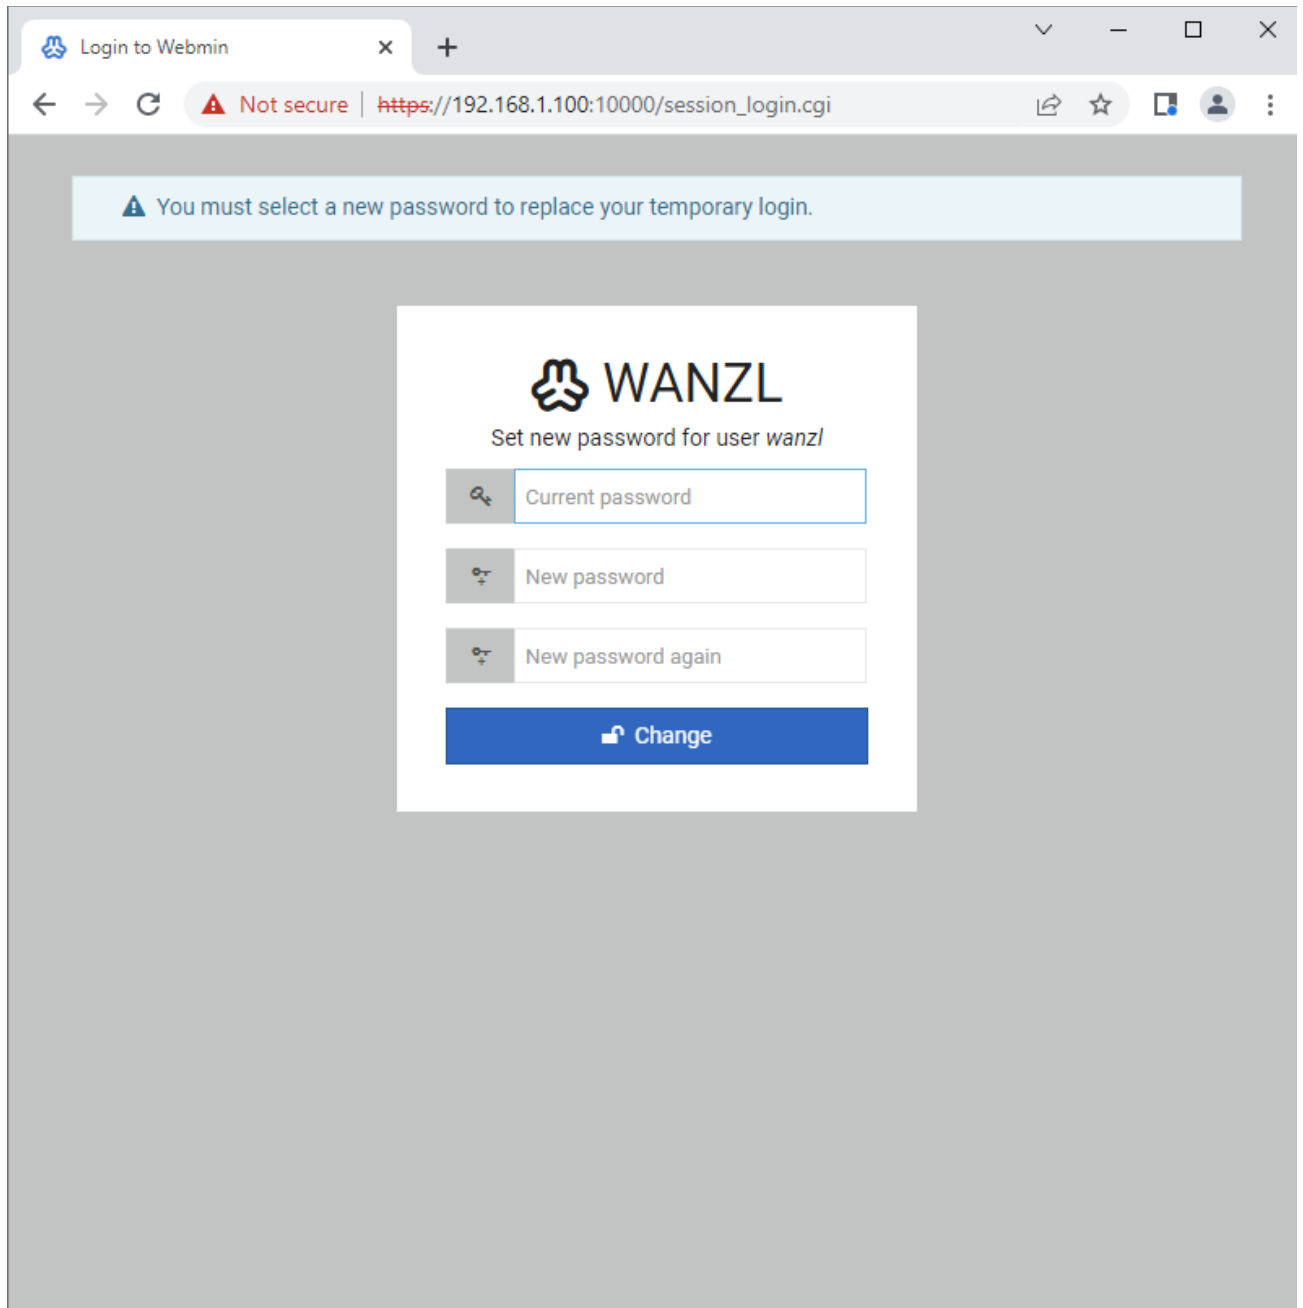 Login to Webmin
Not secure | https://192.168.1.100:10000/session_login.cgi
You must select a new password to replace your temporary login.
WANZL
Set new password for user wanzl
Current password
New password
New password again
Change